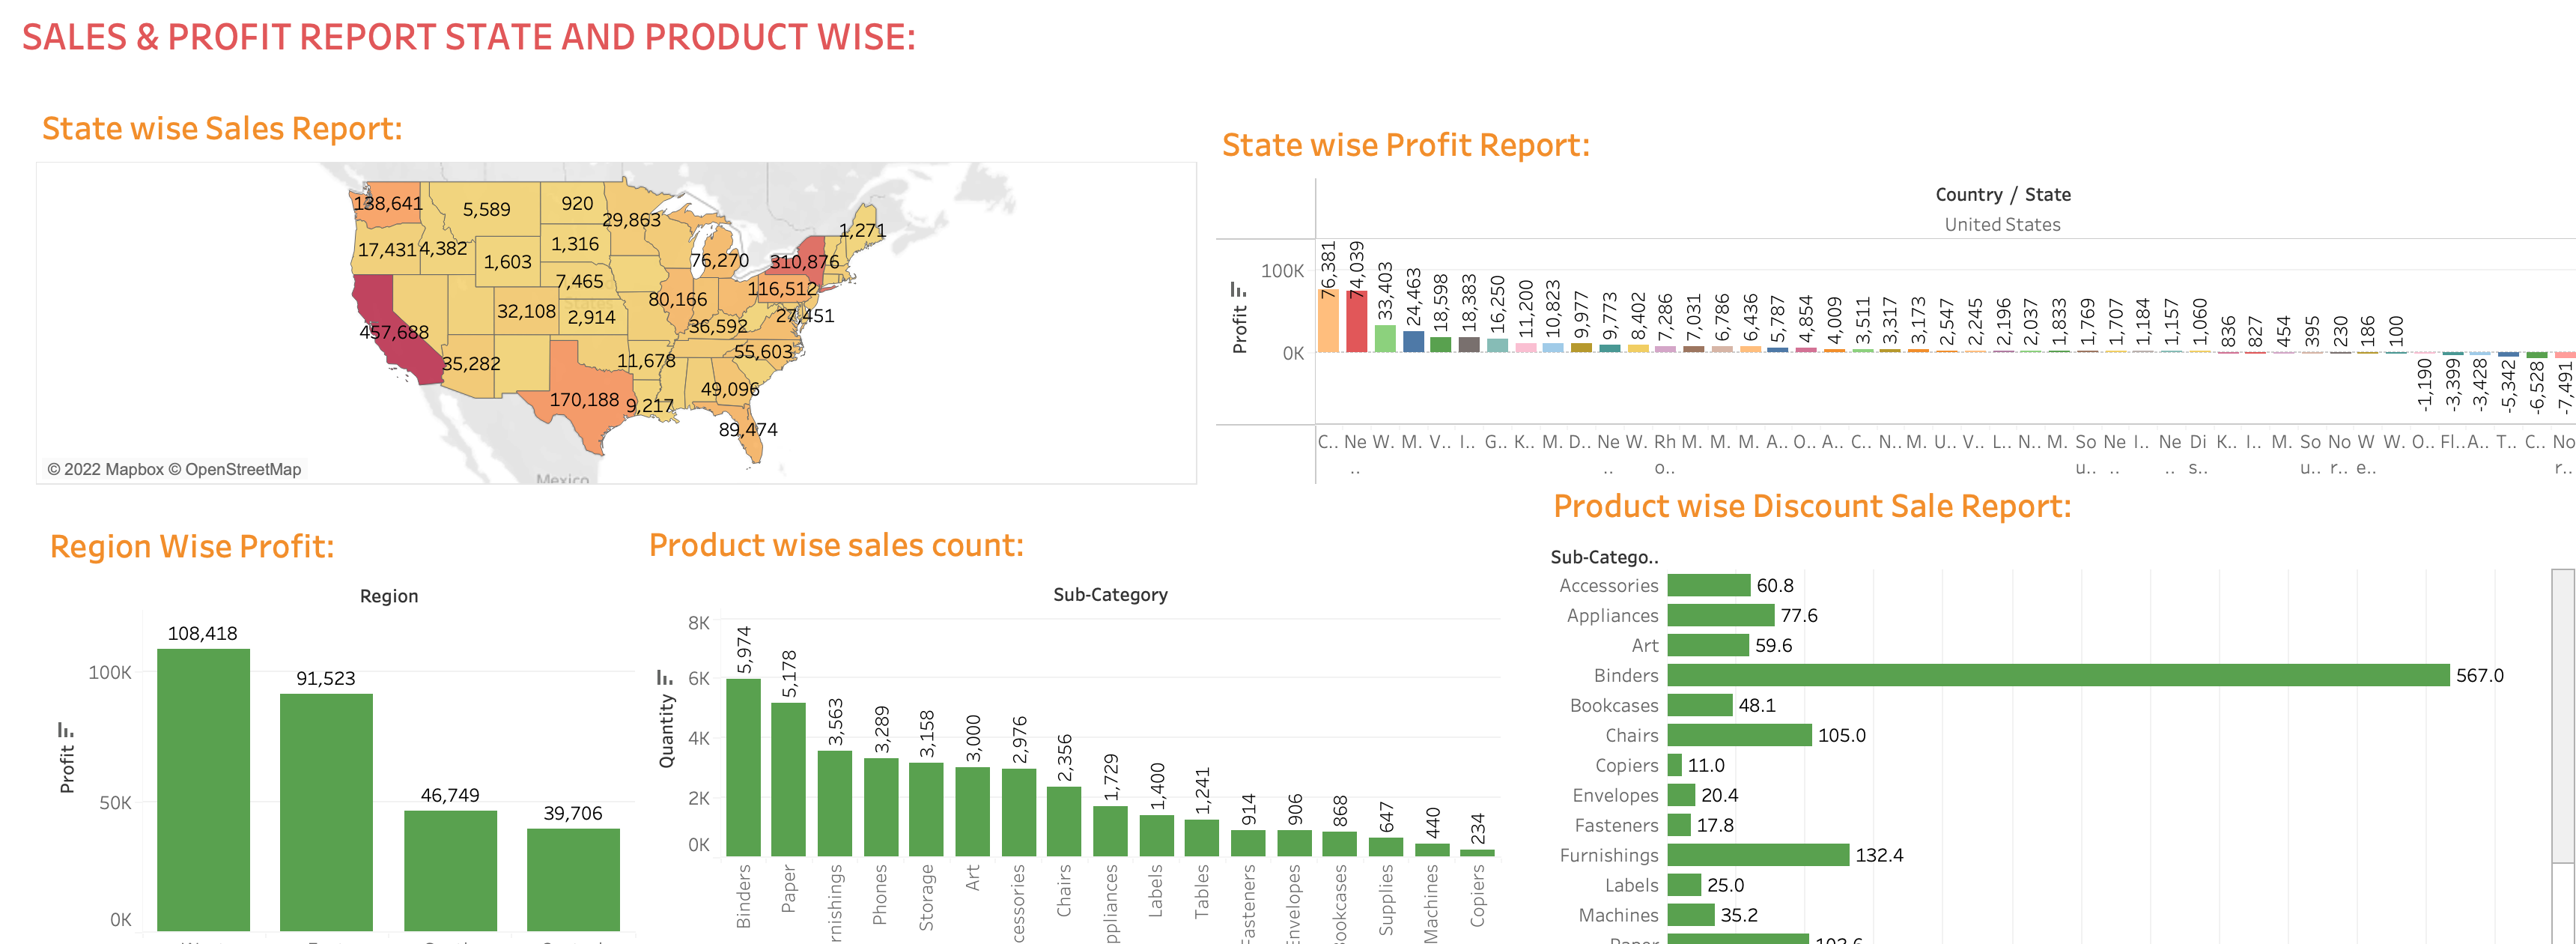 SALES & PROFIT REPORT STATE AND PRODUCT WISE:
State wise Sales Report:
138,641
5,589
920
29,863
1,271
17,431
4,382
1,603
1,316
76,270
310,876
7,465
116,512
32,108
2,914
80,166
27,451
457,688
36,592
35,282
11,678
55,603
170,188
9,217
49,096
89,474
© 2022 Mapbox © OpenStreetMap
Mexico
State wise Profit Report:
Country / State
United States
Profit
100K
0K
76,381
74,039
33,403
24,463
18,598
18,383
16,250
11,200
10,823
9,977
9,773
8,402
7,286
7,031
6,786
6,436
5,787
4,854
4,009
3,511
3,317
3,173
2,547
2,245
2,196
2,037
1,833
1,769
1,707
1,184
1,157
1,060
836
827
454
395
230
186
100
-1,190
-3,399
-3,428
-5,342
-6,528
-7,491
C.. Ne W. M. V.. I.. G.. K.. M. D.. Ne W. Rh M. M. M. A.. O.. A.. C.. N.. M. U.. V.. L.. N.. M. So Ne I.. Ne Di K.. I.. M. So No W W. O.. Fl.. A.. T.. C.. No
.. .. o.. u.. .. .. s.. u.. r.. e.. r..
Region Wise Profit:
Region
Profit
100K
50K
0K
108,418
91,523
46,749
39,706
Product wise sales count:
Sub-Category
Quantity
8K
6K
4K
2K
0K
5,974
5,178
3,563
3,289
3,158
3,000
2,976
2,356
1,729
1,400
1,241
914
906
868
647
440
234
Binders
Paper
rnishings
Phones
Storage
Art
ccessories
Chairs
ppliances
Labels
Tables
Fasteners
Envelopes
ookcases
Supplies
Machines
Copiers
Product wise Discount Sale Report:
Sub-Catego..
Accessories 60.8
Appliances 77.6
Art 59.6
Binders 567.0
Bookcases 48.1
Chairs 105.0
Copiers 11.0
Envelopes 20.4
Fasteners 17.8
Furnishings 132.4
Labels 25.0
Machines 35.2
Paper 102.6